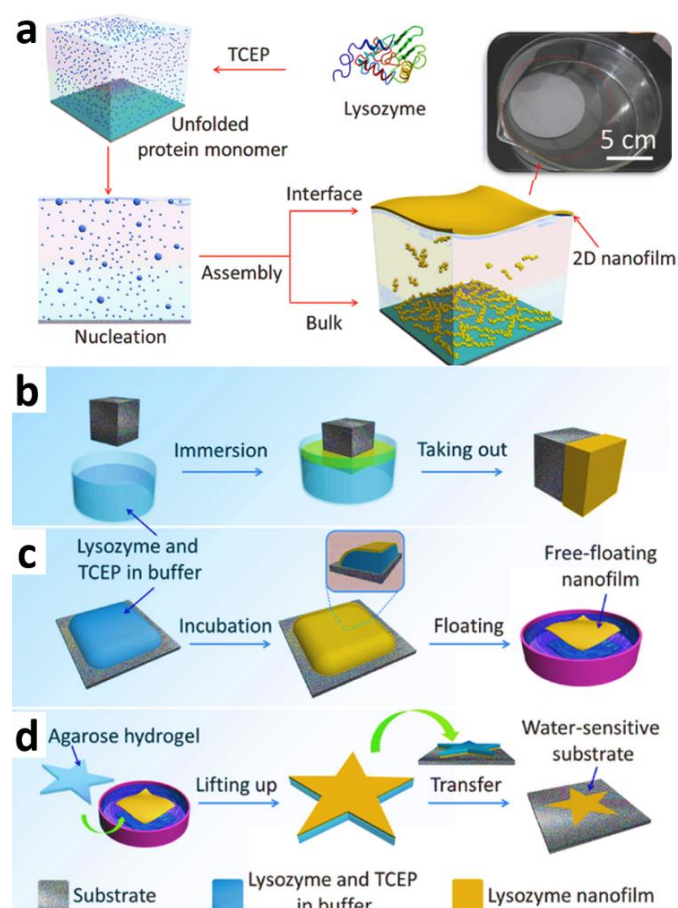 a
TCEP
Lysozyme
Unfolded
protein monomer
5 cm
Interface
Assembly
Bulk
2D nanofilm
Nucleation
b
Immersion
Taking out
Lysozyme and
TCEP in buffer
c
Incubation
Floating
Free-floating
nanofilm
d
Agarose hydrogel
Lifting up
Transfer
Water-sensitive
substrate
Substrate
Lysozyme and TCEP
in buffer
Lysozyme nanofilm